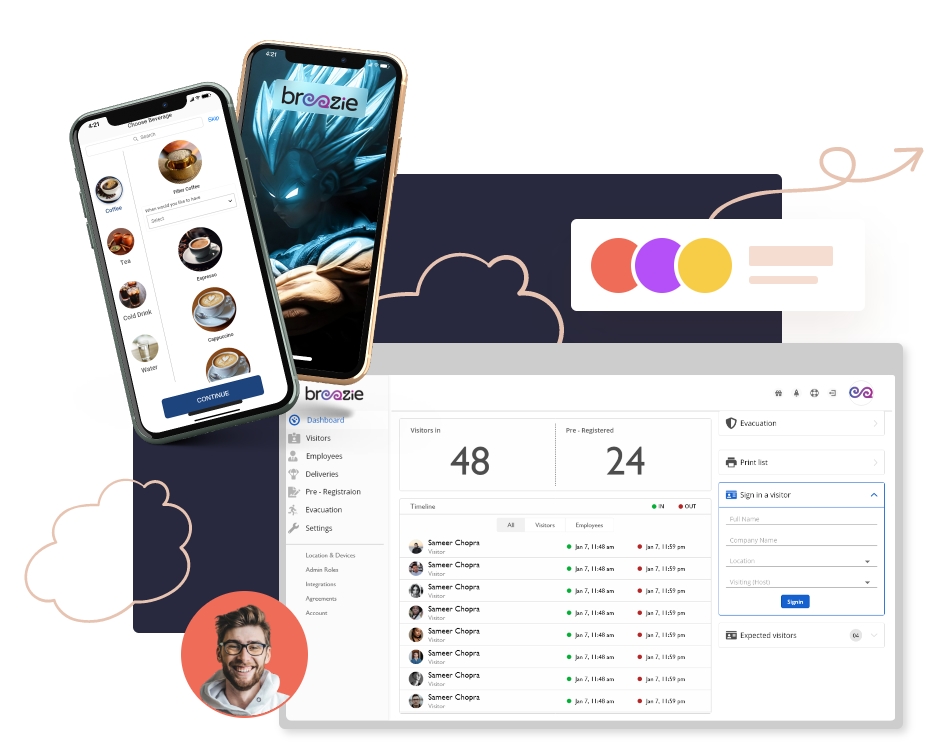 4:21
Choose Beverage
Skip
Search
Coffee
Tea
Cold Drink
Water
Filter Coffee
When would you like to have
Select
Espresso
Cappuccino
CONTINUE
4:21
breezie
breezie
Dashboard
Visitors
Employees
Deliveries
Pre - Registraion
Evacuation
Settings
Location & Devices
Admin Roles
Integrations
Agreements
Account
Visitors in
48
Pre - Registered
24
Timeline
IN
OUT
All Visitors Employees
Sameer Chopra Jan 7, 11:48 am Jan 7, 11:59 pm
Visitor
Sameer Chopra Jan 7, 11:48 am Jan 7, 11:59 pm
Visitor
Sameer Chopra Jan 7, 11:48 am Jan 7, 11:59 pm
Visitor
Sameer Chopra Jan 7, 11:48 am Jan 7, 11:59 pm
Visitor
Sameer Chopra Jan 7, 11:48 am Jan 7, 11:59 pm
Visitor
Sameer Chopra Jan 7, 11:48 am Jan 7, 11:59 pm
Visitor
Sameer Chopra Jan 7, 11:48 am Jan 7, 11:59 pm
Visitor
Sameer Chopra Jan 7, 11:48 am Jan 7, 11:59 pm
Visitor
Evacuation
Print list
Sign in a visitor
Full Name
Company Name
Location
Visiting (Host)
Signin
Expected visitors 04